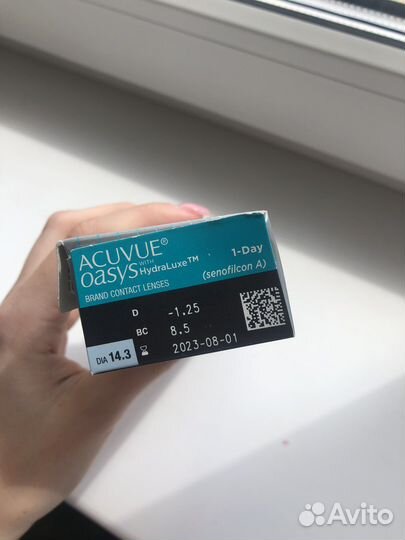 ACUVUE®
oasys WITH HydraLuxe™
1-Day
(senofilcon A)
BRAND CONTACT LENSES
D -1.25
BC 8.5
2023-08-01
DIA 14.3
Avito